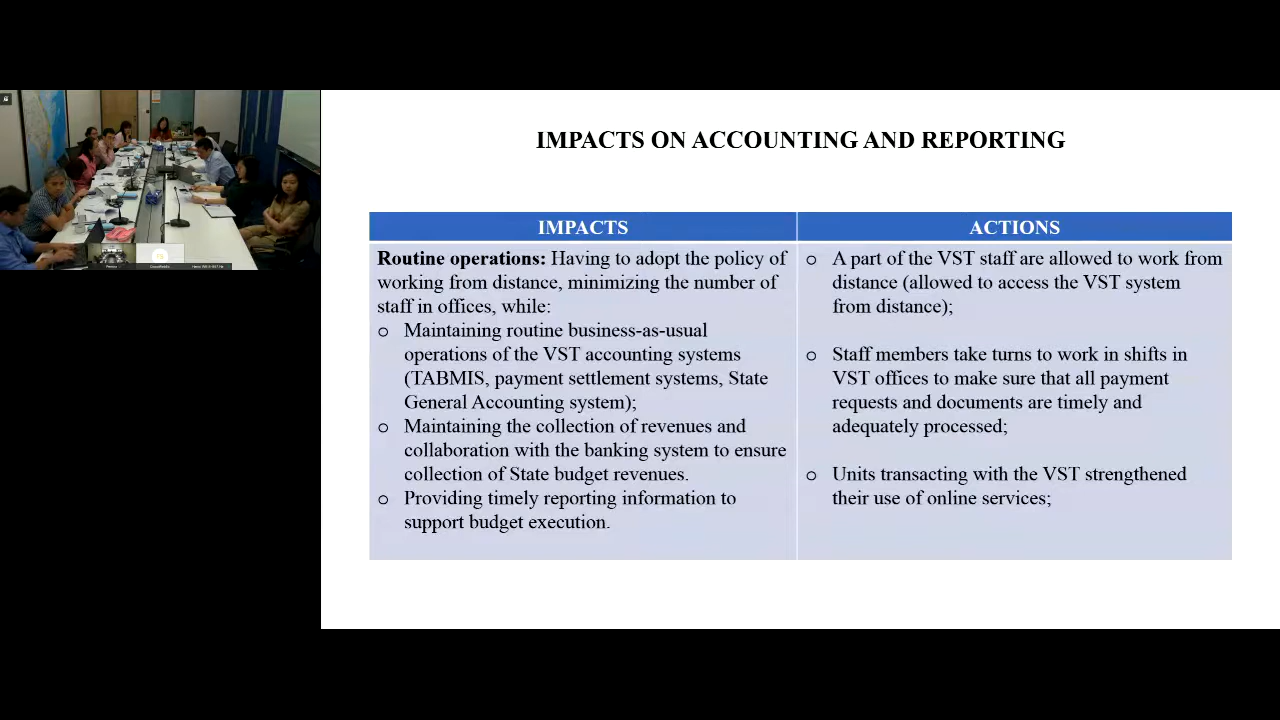 IMPACTS ON ACCOUNTING AND REPORTING
IMPACTS
ACTIONS
Routine operations: Having to adopt the policy of
working from distance, minimizing the number of
staff in offices, while:
o Maintaining routine business-as-usual
operations of the VST accounting systems
(TABMIS, payment settlement systems, State
General Accounting system);
o Maintaining the collection of revenues and
collaboration with the banking system to ensure
collection of State budget revenues.
o Providing timely reporting information to
support budget execution.
o A part of the VST staff are allowed to work from
distance (allowed to access the VST system
from distance);
o Staff members take turns to work in shifts in
VST offices to make sure that all payment
requests and documents are timely and
adequately processed;
o Units transacting with the VST strengthened
their use of online services;